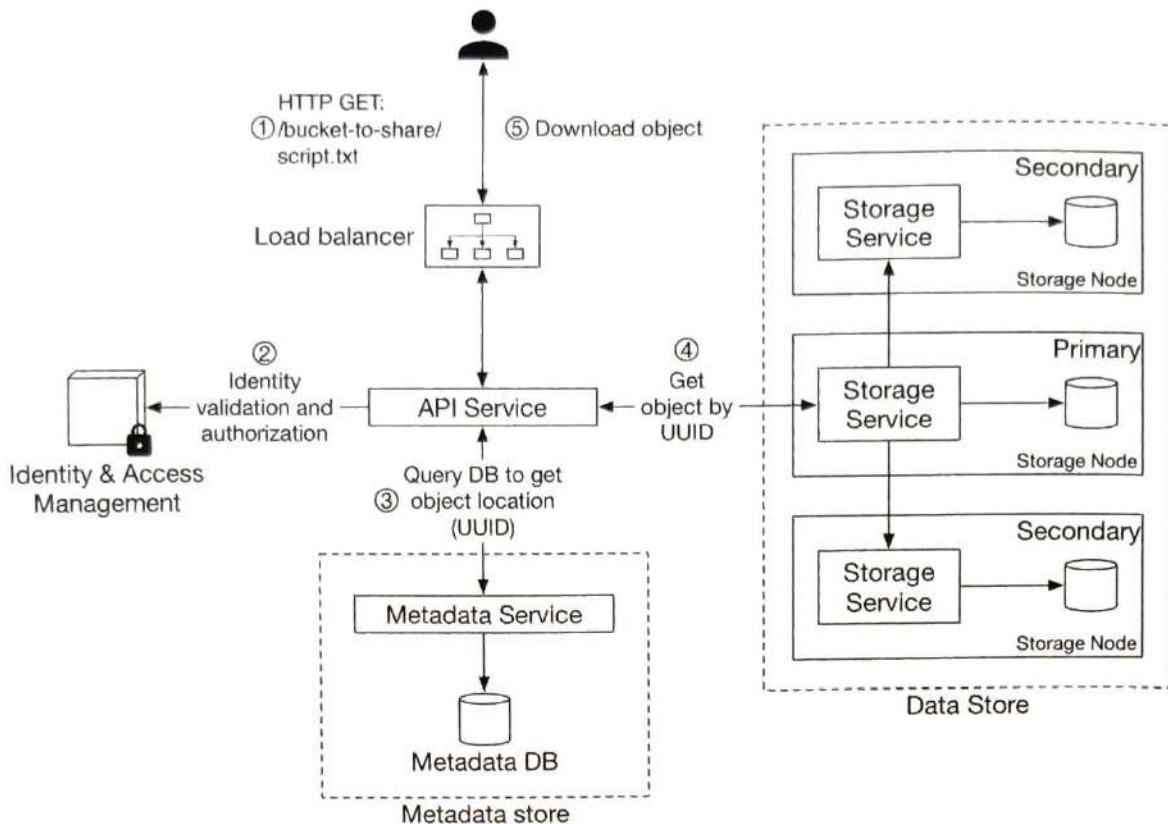 HTTP GET:
① /bucket-to-share/
script.txt
⑤ Download object
Load balancer
②
Identity
validation and
authorization
Identity & Access
Management
API Service
④
Get
object by
UUID
Query DB to get
③ object location
(UUID)
Metadata Service
Metadata DB
Metadata store
Secondary
Storage
Service
Storage Node
Primary
Storage
Service
Storage Node
Secondary
Storage
Service
Storage Node
Data Store